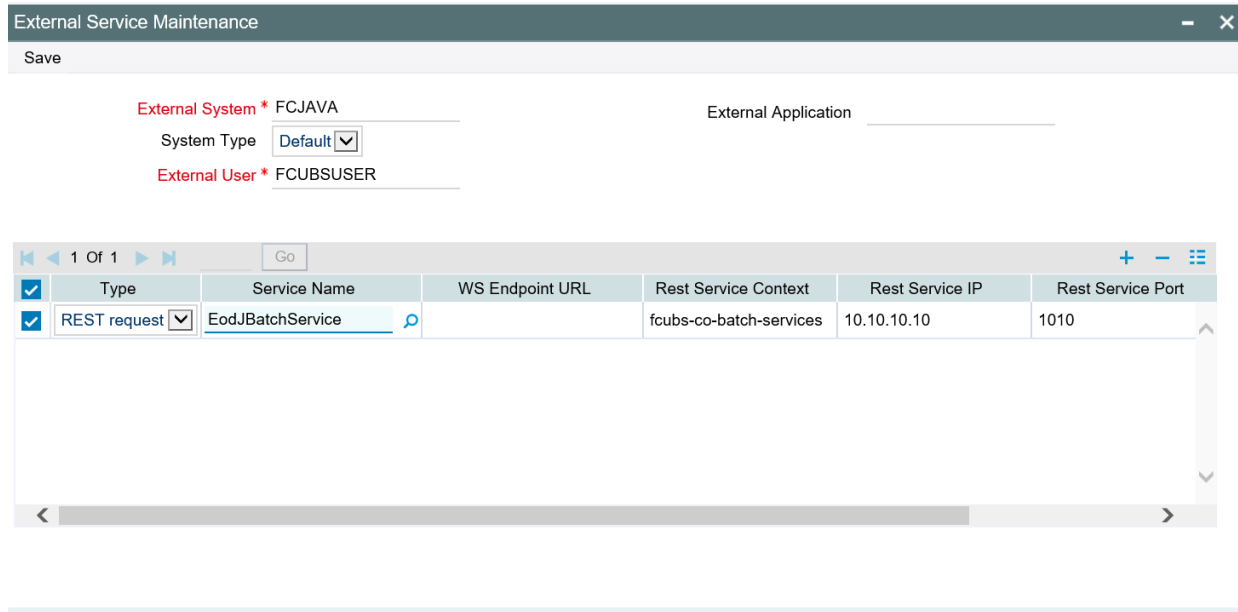 External Service Maintenance
Save
External System * FCJAVA
External Application
System Type Default
External User * FCUBSUSER
1 Of 1 Go
Type Service Name WS Endpoint URL Rest Service Context Rest Service IP Rest Service Port
REST request EodJBatchService fcubs-co-batch-services 10.10.10.10 1010